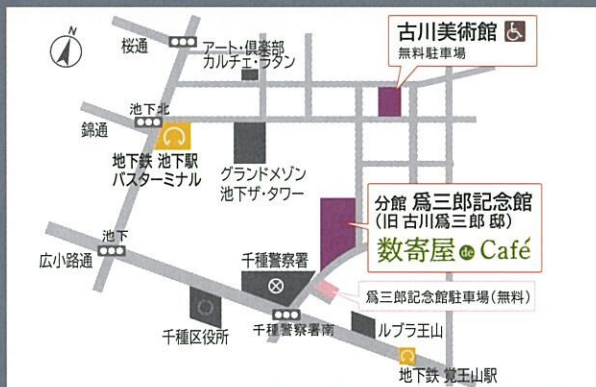 N
桜通
アート・倶楽部
カルチェ・ラタン
古川美術館
無料駐車場
池下北
錦通
地下鉄 池下駅
バスターミナル
グランドメゾン
池下ザ・タワー
分館 爲三郎記念館
(旧 古川爲三郎 邸)
数寄屋 de Café
池下
広小路通
千種警察署
爲三郎記念館駐車場(無料)
千種区役所
千種警察署南
ルブラ王山
地下鉄 覚王山駅